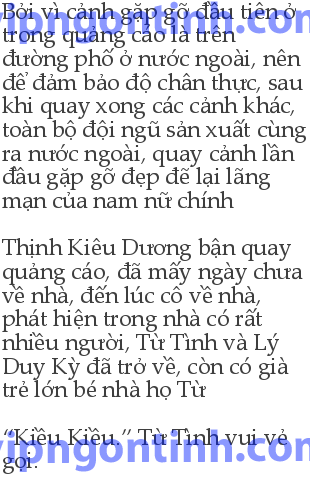 Bởi vì cảnh gặp gỡ đầu tiên ở
trong quảng cáo là trên
đường phố ở nước ngoài, nên
để đảm bảo độ chân thực, sau
khi quay xong các cảnh khác,
toàn bộ đội ngũ sản xuất cùng
ra nước ngoài, quay cảnh lần
đầu gặp gỡ đẹp đẽ lại lãng
mạn của nam nữ chính
Thịnh Kiêu Dương bận quay
quảng cáo, đã mấy ngày chưa
về nhà, đến lúc cô về nhà,
phát hiện trong nhà có rất
nhiều người, Từ Tình và Lý
Duy Kỳ đã trở về, còn có già
trẻ lớn bé nhà họ Từ
“Kiều Kiều.” Từ Tình vui vẻ
gọi.
vipngontinh.com
vipngontinh.com